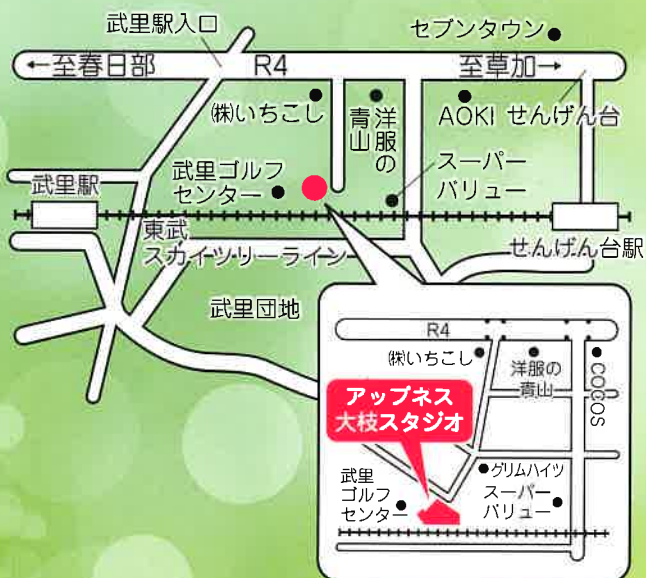 武里駅入口
セブンタウン
←至春日部
R4
至草加→
(株)いちこし
洋服の
青山
AOKI
せんげん台
武里ゴルフ
センター
スーパー
バリュー
武里駅
東武
スカイツリーライン
せんげん台駅
武里団地
R4
(株)いちこし
洋服の
青山
COCOS
アップネス
大枝スタジオ
武里
ゴルフ
センター
グリムハイツ
スーパー
バリュー